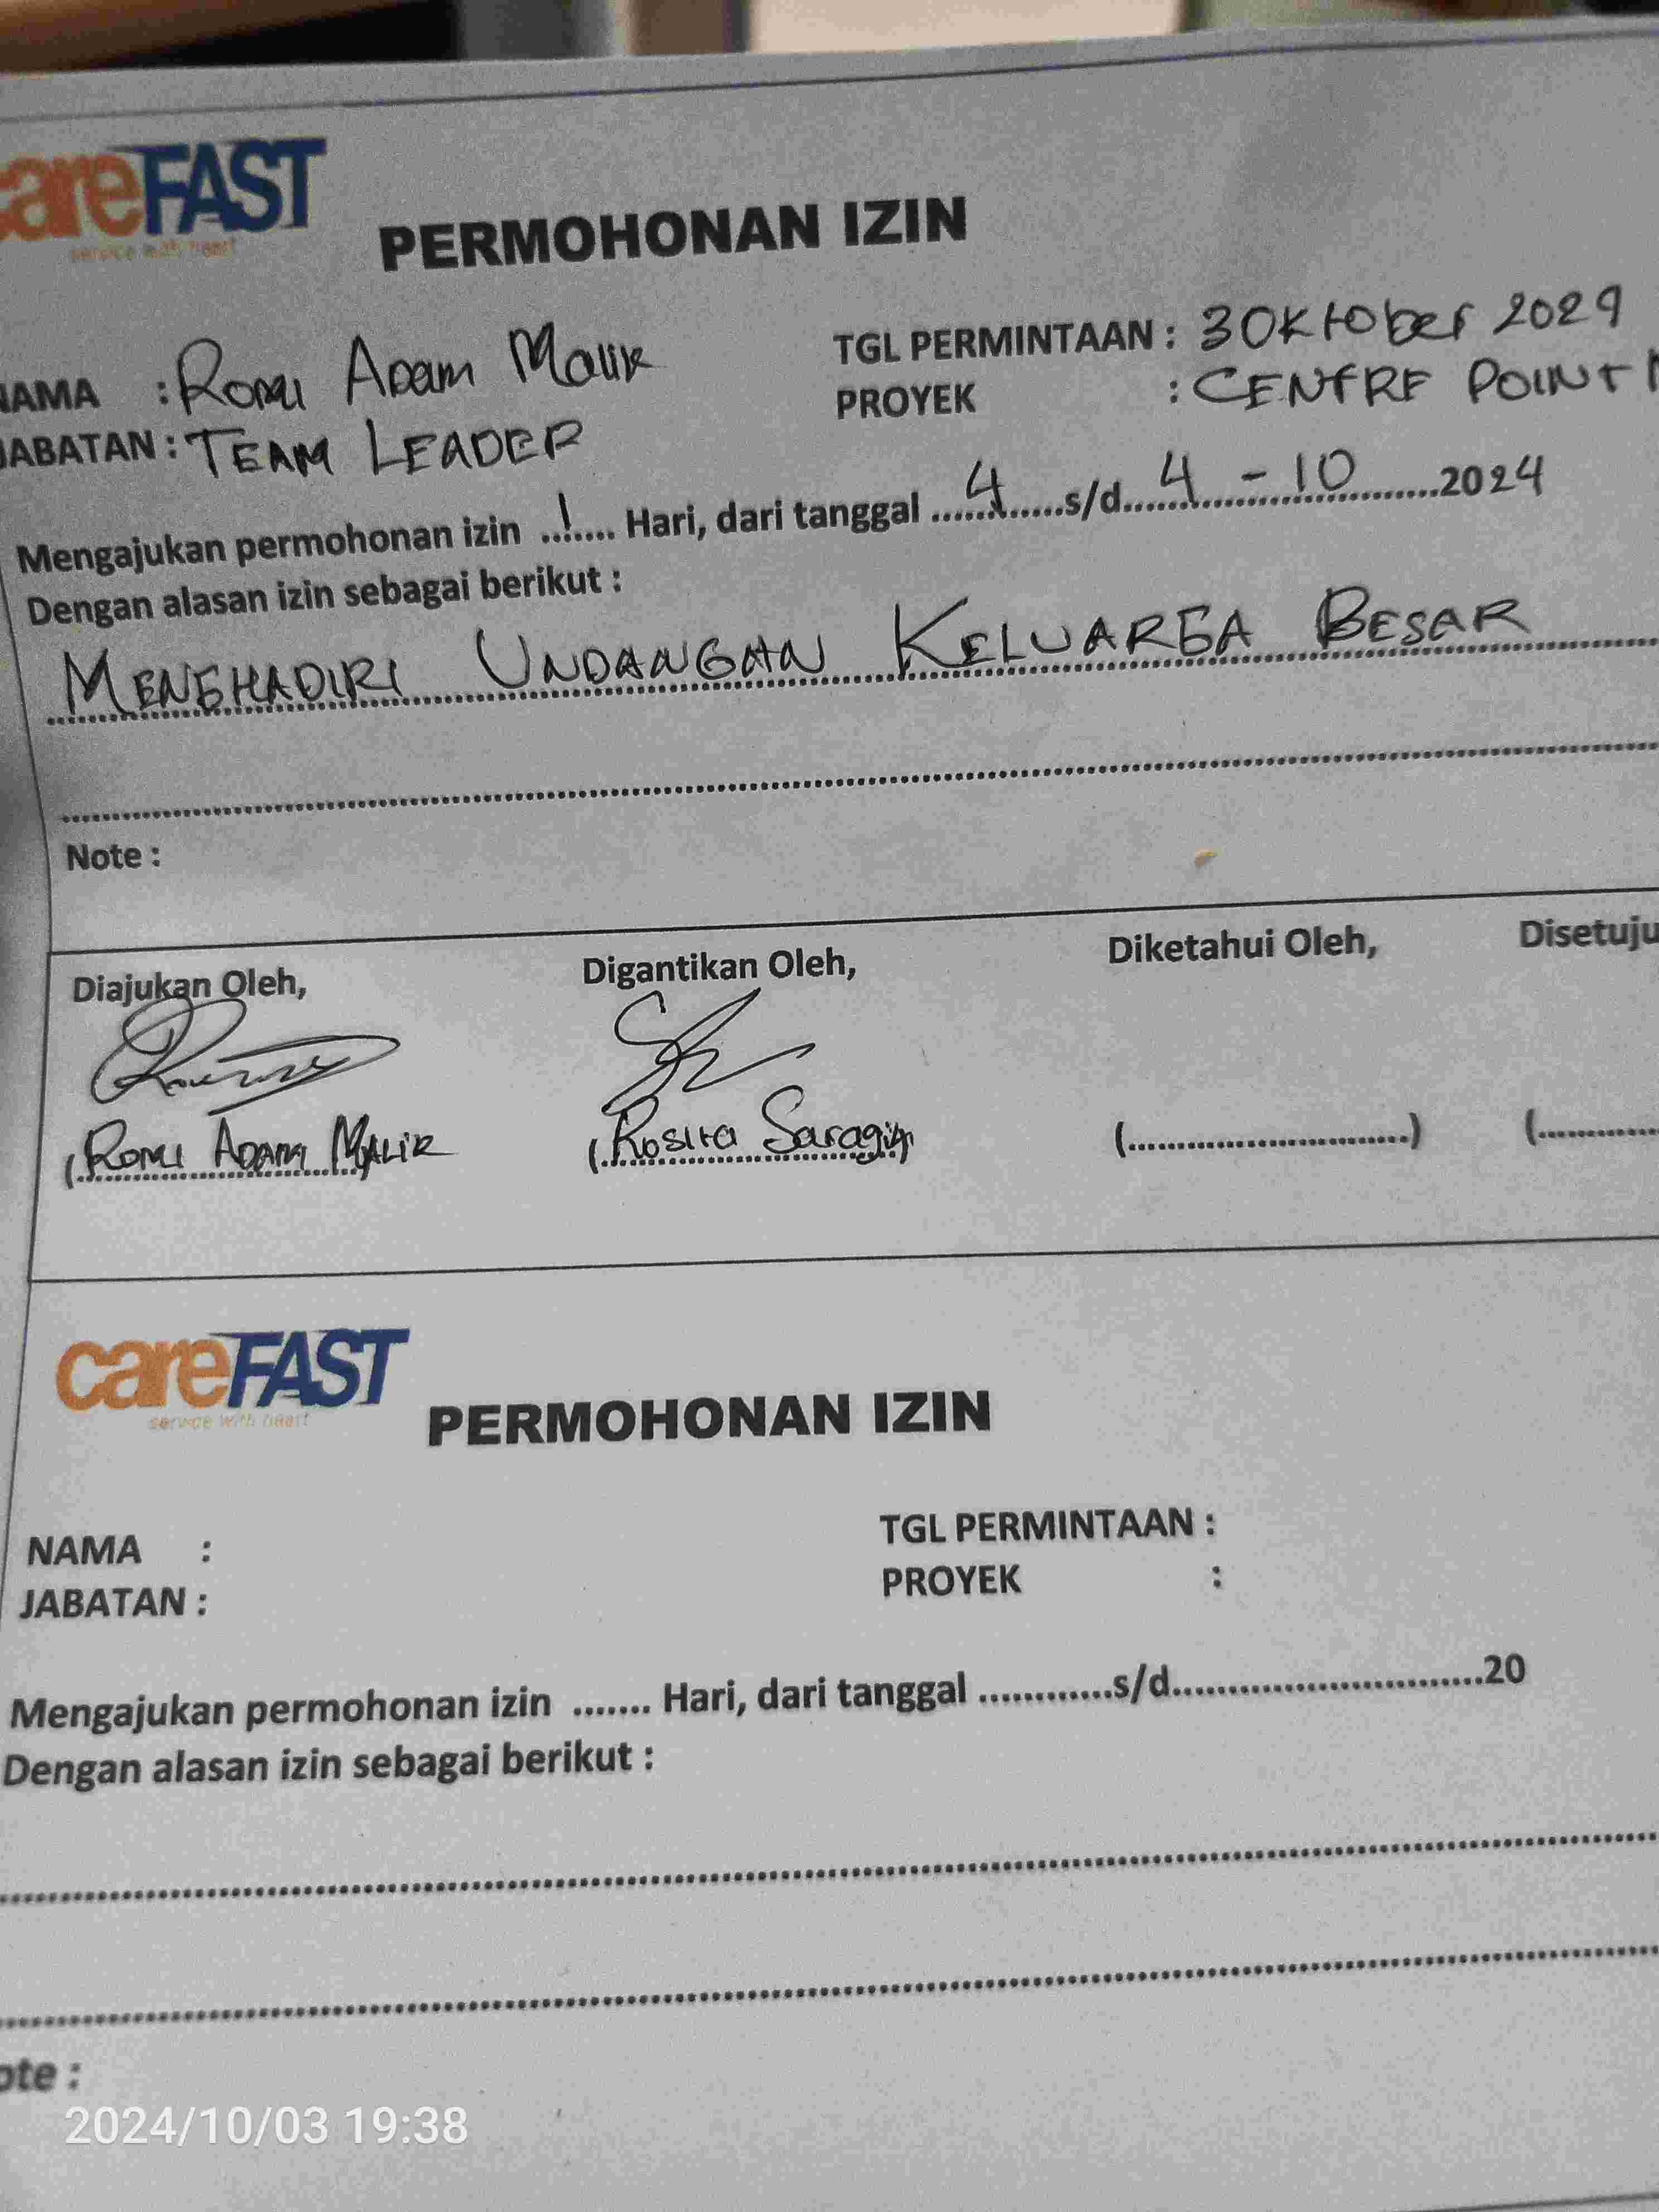 careFAST
service with heart
PERMOHONAN IZIN
NAMA : Romi Adam Malik
TGL PERMINTAAN : 3 Oktober 2024
JABATAN : TEAM LEADER
PROYEK : CENTRE POINT
Mengajukan permohonan izin ..1.... Hari, dari tanggal ......4......s/d......4 - 10.........2024
Dengan alasan izin sebagai berikut :
MENGHADIRI UNDANGAN KELUARGA BESAR
Note :
Diajukan Oleh, Digantikan Oleh, Diketahui Oleh, Disetuju
(ROMI ADAM MALIK (Rosita Saragih) (............................) (............
careFAST
service with heart
PERMOHONAN IZIN
NAMA :
TGL PERMINTAAN :
JABATAN :
PROYEK :
Mengajukan permohonan izin ....... Hari, dari tanggal ............s/d............................20
Dengan alasan izin sebagai berikut :
ote :
2024/10/03 19:38